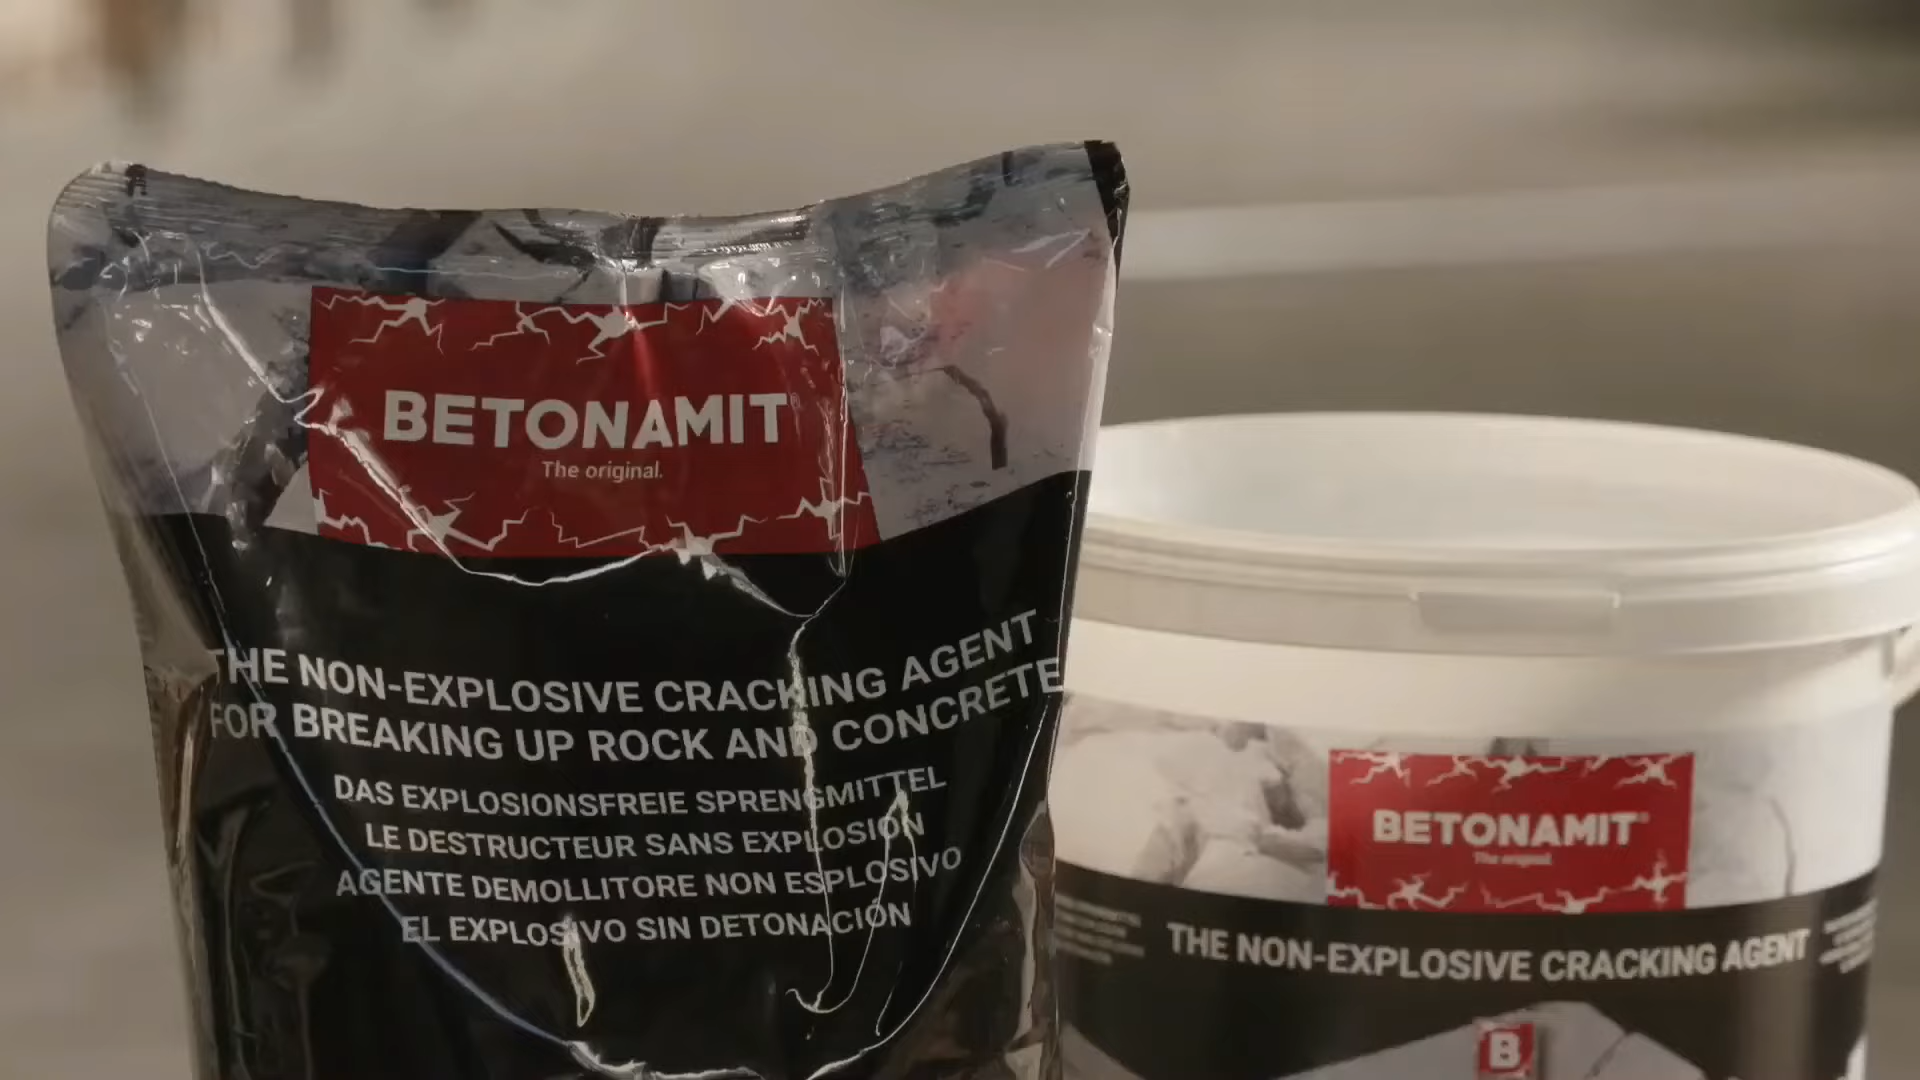 BETONAMIT®
The original.
THE NON-EXPLOSIVE CRACKING AGENT
FOR BREAKING UP ROCK AND CONCRETE
DAS EXPLOSIONSFREIE SPRENGMITTEL
LE DESTRUCTEUR SANS EXPLOSION
AGENTE DEMOLLITORE NON ESPLOSIVO
EL EXPLOSIVO SIN DETONACIÓN
BETONAMIT®
The original.
THE NON-EXPLOSIVE CRACKING AGENT
B